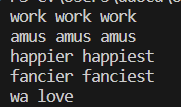 work work work
amus amus amus
happier happiest
fancier fanciest
wa love